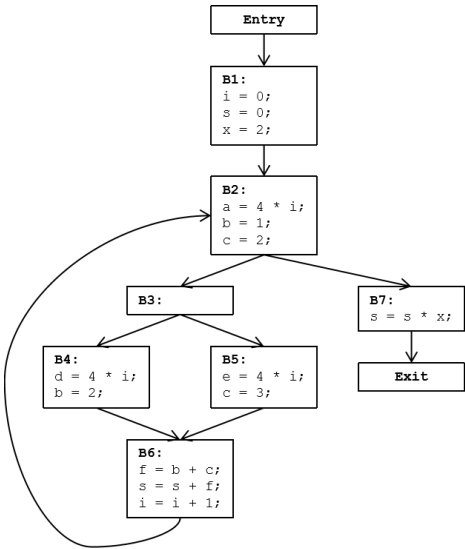 Entry
B1:
i = 0;
s = 0;
x = 2;
B2:
a = 4 * i;
b = 1;
c = 2;
B3:
B7:
s = s * x;
B4:
d = 4 * i;
b = 2;
B5:
e = 4 * i;
c = 3;
Exit
B6:
f = b + c;
s = s + f;
i = i + 1;